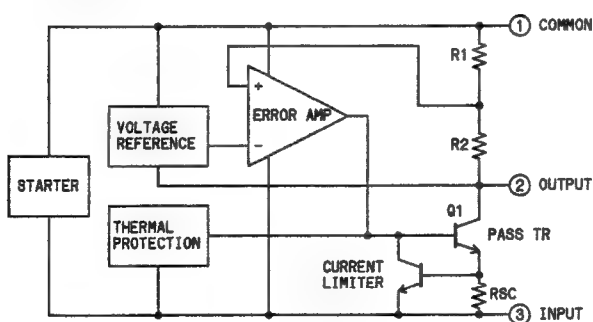 1 COMMON
R1
+
ERROR AMP
VOLTAGE
REFERENCE
−
R2
STARTER
2 OUTPUT
Q1
THERMAL
PROTECTION
PASS TR
CURRENT
LIMITER
RSC
3 INPUT